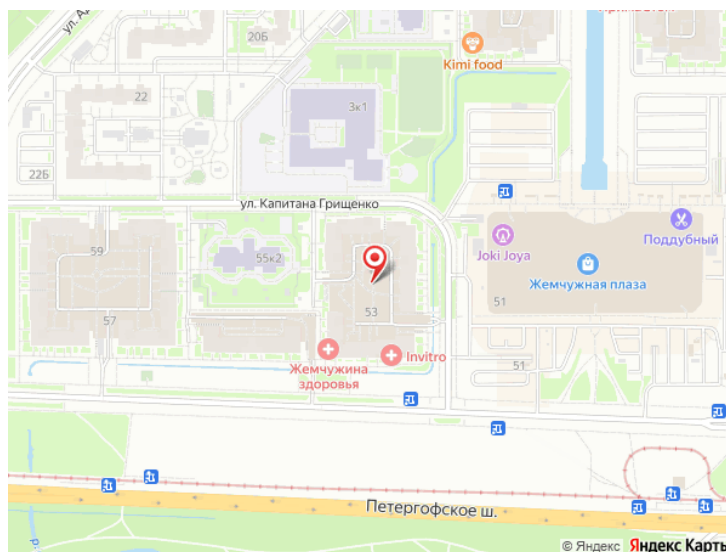 ул. А
20Б
Kimi food
22
3к1
22Б
ул. Капитана Грищенко
59
55к2
Joki Joya
Поддубный
Жемчужная плаза
51
57
53
Invitro
Жемчужина
здоровья
51
Петергофское ш.
© Яндекс Яндекс Карты